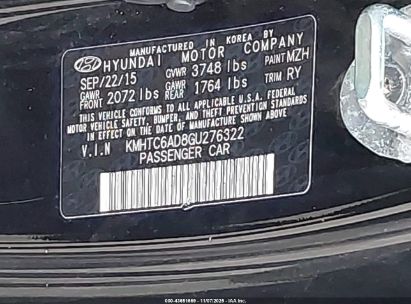 MANUFACTURED IN KOREA BY
HYUNDAI MOTOR COMPANY
SEP/22/15 GVWR 3748 lbs PAINT MZH
GAWR FRONT 2072 lbs GAWR REAR 1764 lbs TRIM RY
THIS VEHICLE CONFORMS TO ALL APPLICABLE U.S.A. FEDERAL
MOTOR VEHICLE SAFETY, BUMPER, AND THEFT PREVENTION STANDARDS
IN EFFECT ON THE DATE OF MANUFACTURE SHOWN ABOVE.
V.I.N KMHTC6AD8GU276322
PASSENGER CAR